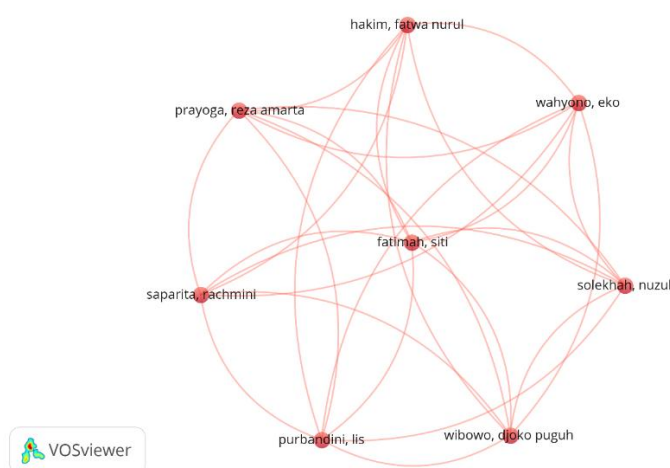 hakim, fatwa nurul
wahyono, eko
prayoga, reza amarta
fatimah, siti
solekhah, nuzul
saparita, rachmini
purbandini, lis
wibowo, djoko puguh
VOSviewer